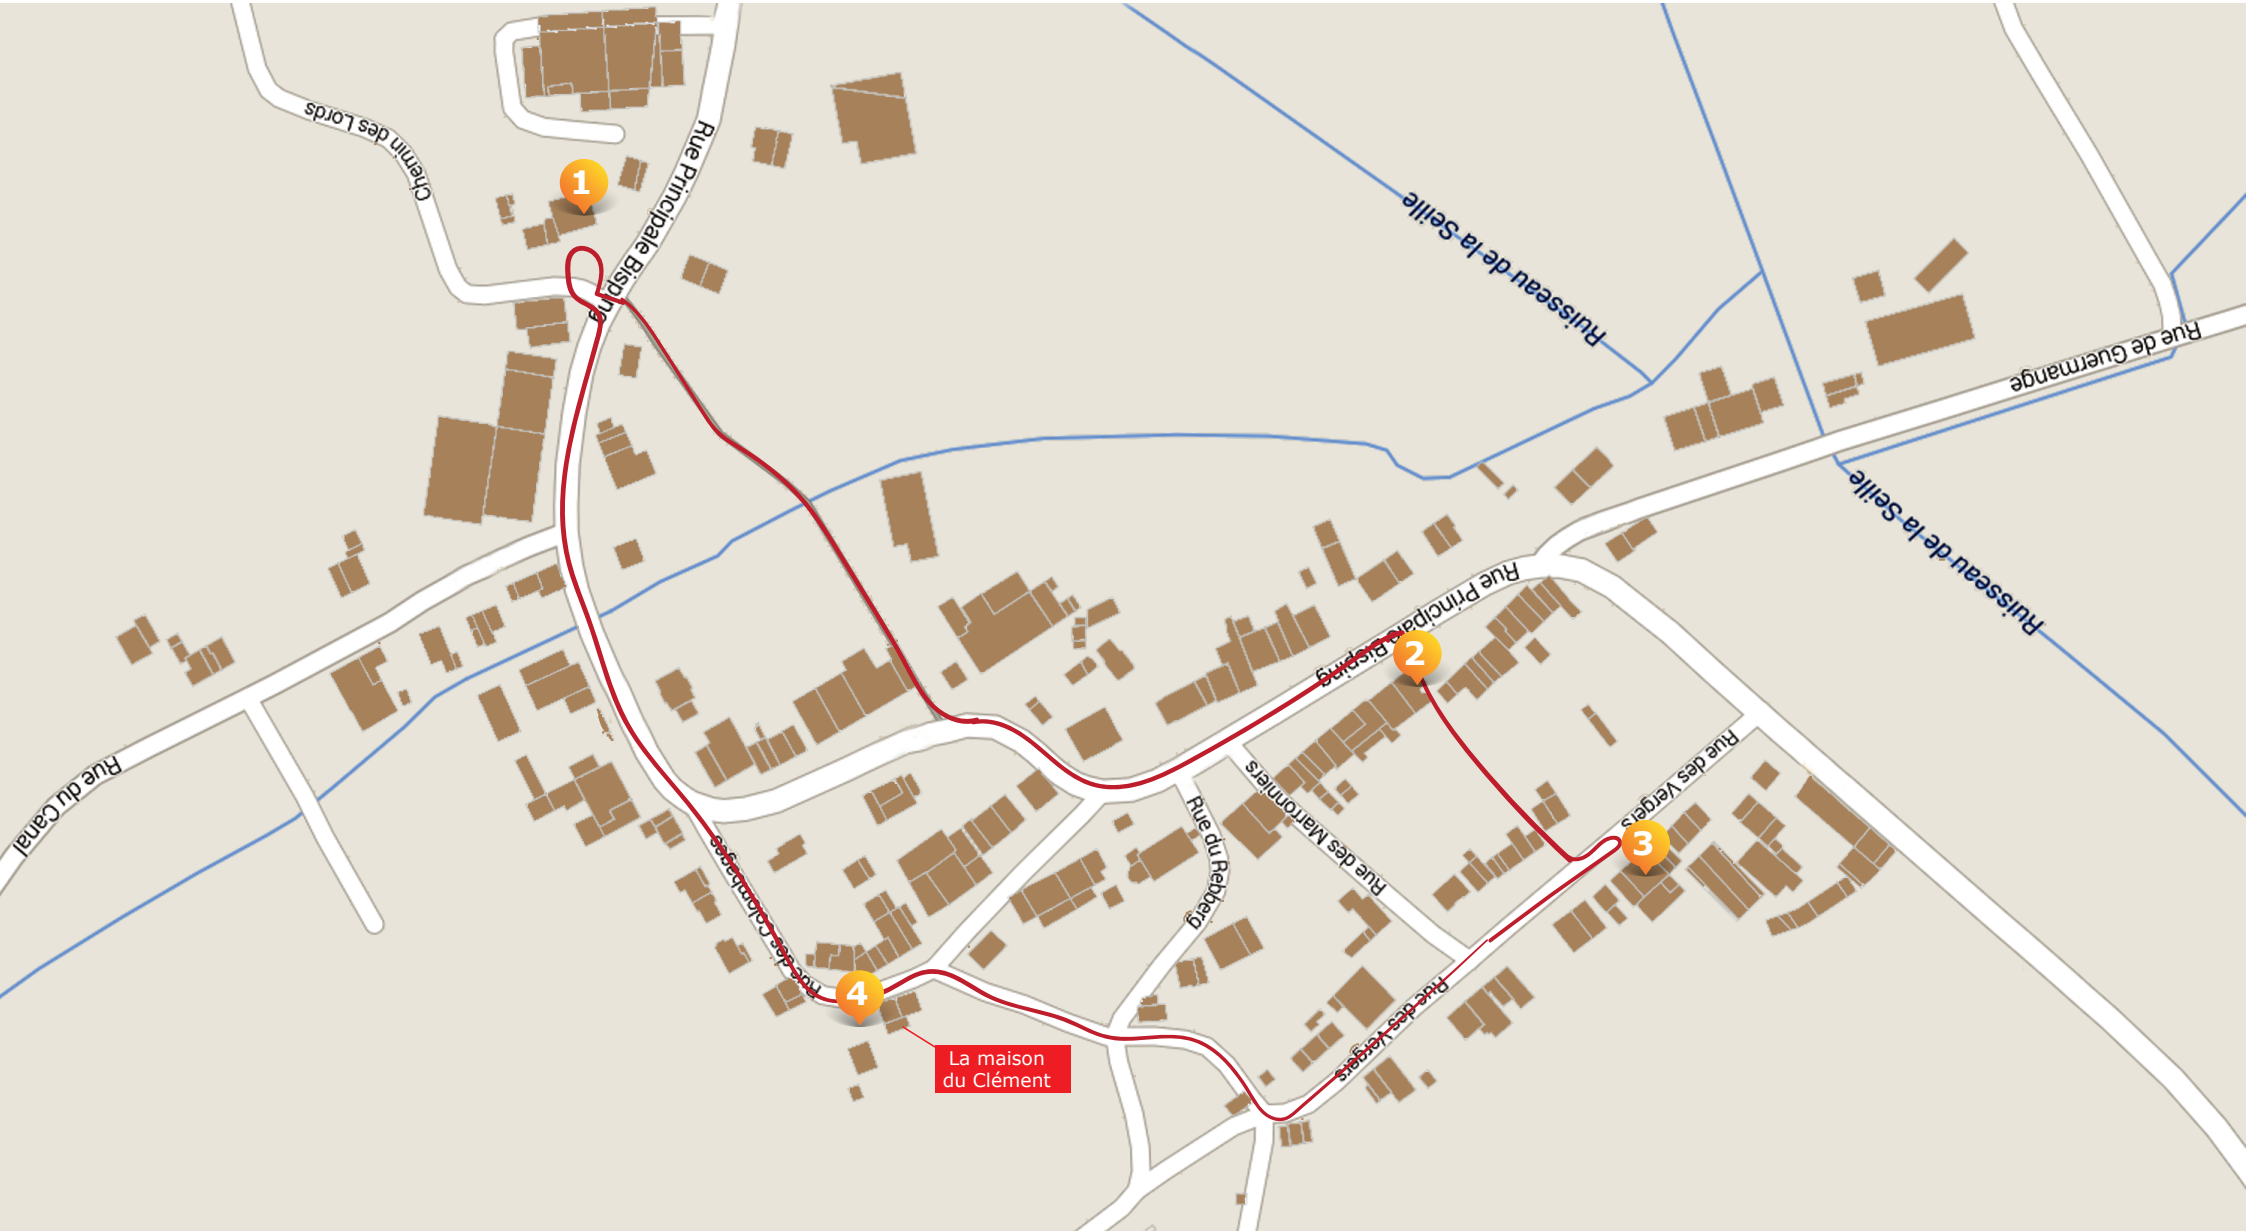 Chemin des Lords
Rue Principale Bisping
1
Ruisseau de la Seille
Rue de Guermange
Ruisseau de la Seille
Rue Principale Bisping
2
Rue du Canal
Rue des Marronniers
Rue du Rebberg
Rue des Vergers
3
Rue des Colombages
4
Rue des Vergers
La maison
du Clément